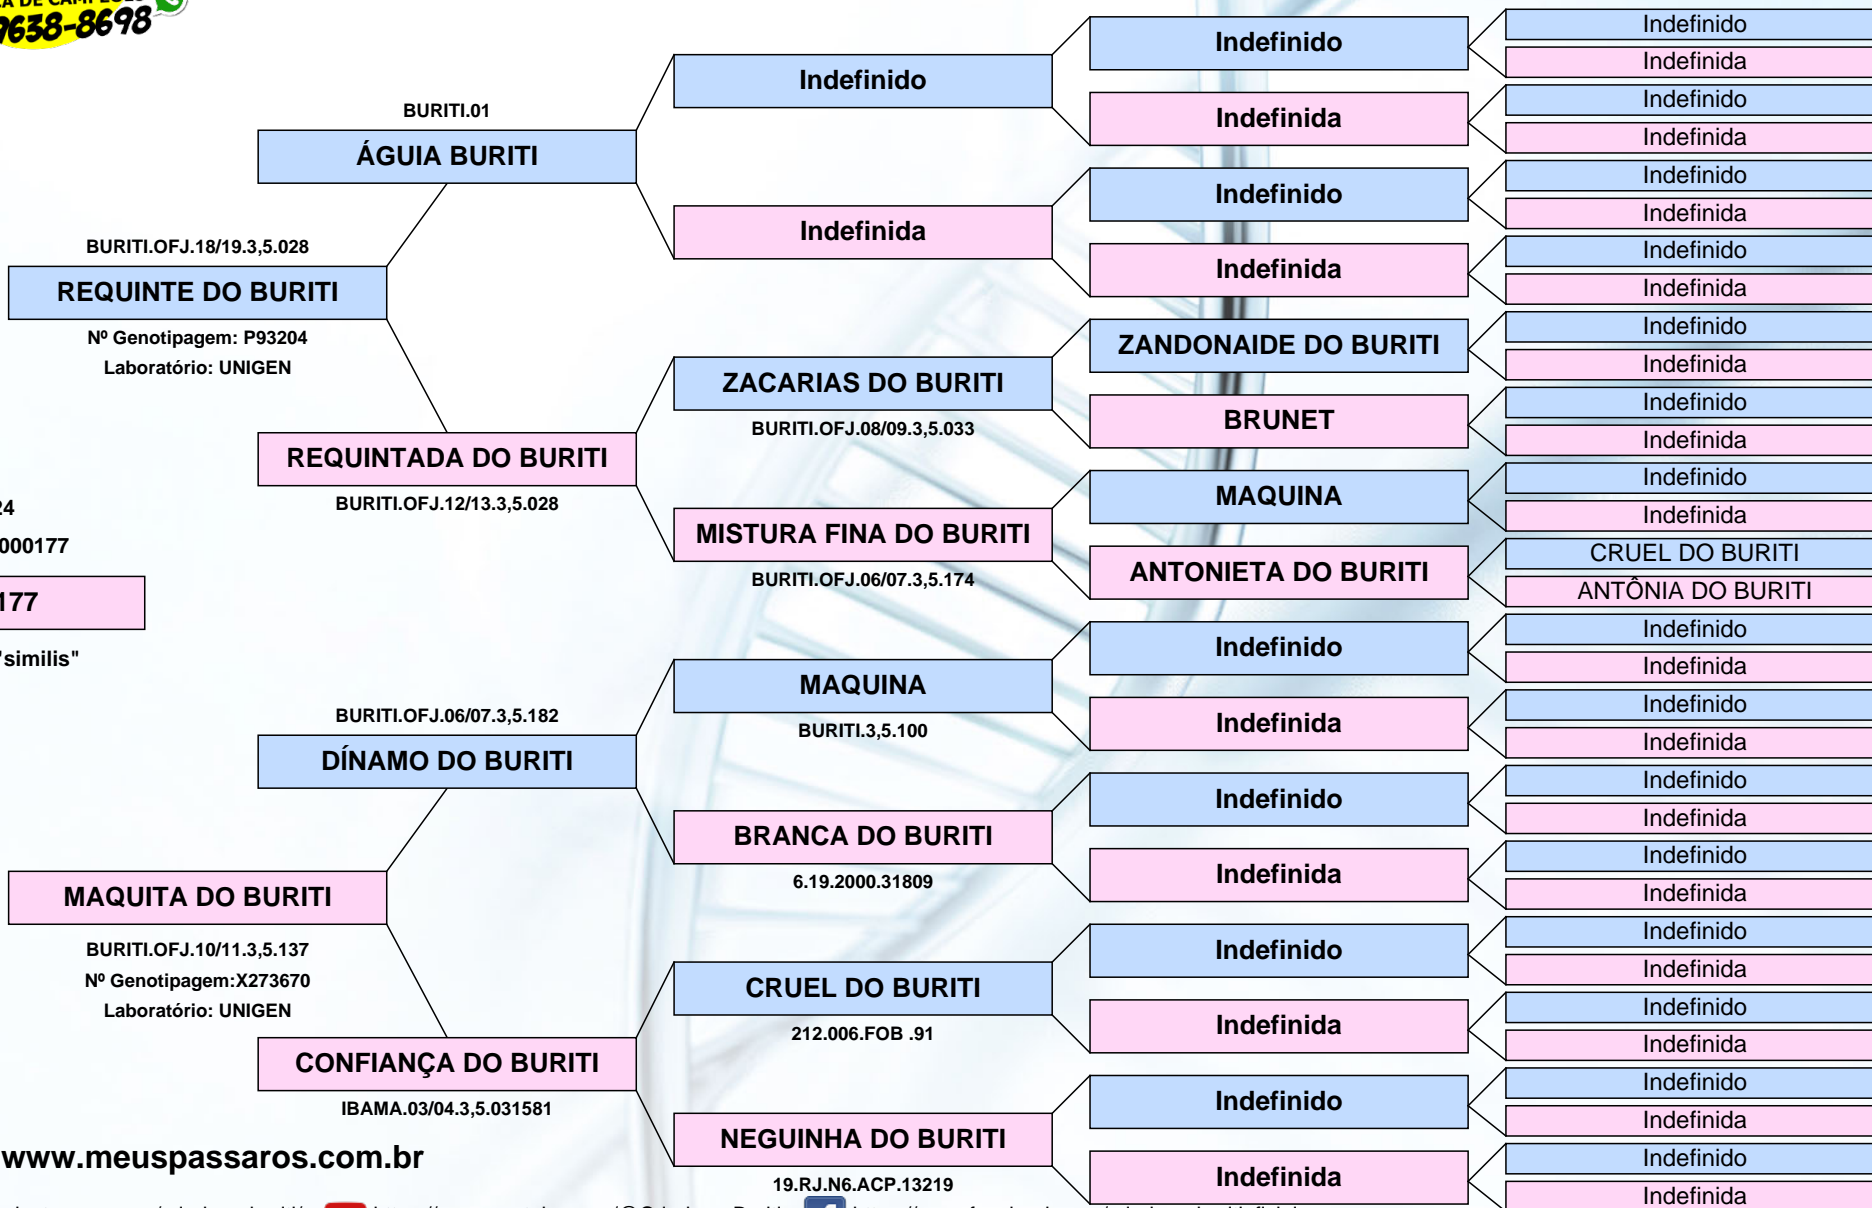 9638-8698
BURITI.01
ÁGUIA BURITI
BURITI.OFJ.18/19.3,5.028
REQUINTE DO BURITI
Nº Genotipagem: P93204
Laboratório: UNIGEN
REQUINTADA DO BURITI
BURITI.OFJ.12/13.3,5.028
24
000177
177
"similis"
BURITI.OFJ.06/07.3,5.182
DÍNAMO DO BURITI
MAQUITA DO BURITI
BURITI.OFJ.10/11.3,5.137
Nº Genotipagem:X273670
Laboratório: UNIGEN
CONFIANÇA DO BURITI
IBAMA.03/04.3,5.031581
www.meuspassaros.com.br
Indefinido
Indefinida
ZACARIAS DO BURITI
BURITI.OFJ.08/09.3,5.033
MISTURA FINA DO BURITI
BURITI.OFJ.06/07.3,5.174
MAQUINA
BURITI.3,5.100
BRANCA DO BURITI
6.19.2000.31809
CRUEL DO BURITI
212.006.FOB .91
NEGUINHA DO BURITI
19.RJ.N6.ACP.13219
Indefinido
Indefinida
Indefinido
Indefinida
ZANDONAIDE DO BURITI
BRUNET
MAQUINA
ANTONIETA DO BURITI
Indefinido
Indefinida
Indefinido
Indefinida
Indefinido
Indefinida
Indefinido
Indefinida
Indefinido
Indefinida
Indefinido
Indefinida
Indefinido
Indefinida
Indefinido
Indefinida
Indefinido
Indefinida
Indefinido
Indefinida
Indefinido
Indefinida
CRUEL DO BURITI
ANTÔNIA DO BURITI
Indefinido
Indefinida
Indefinido
Indefinida
Indefinido
Indefinida
Indefinido
Indefinida
Indefinido
Indefinida
Indefinido
Indefinida
Indefinido
Indefinida
Indefinido
Indefinida